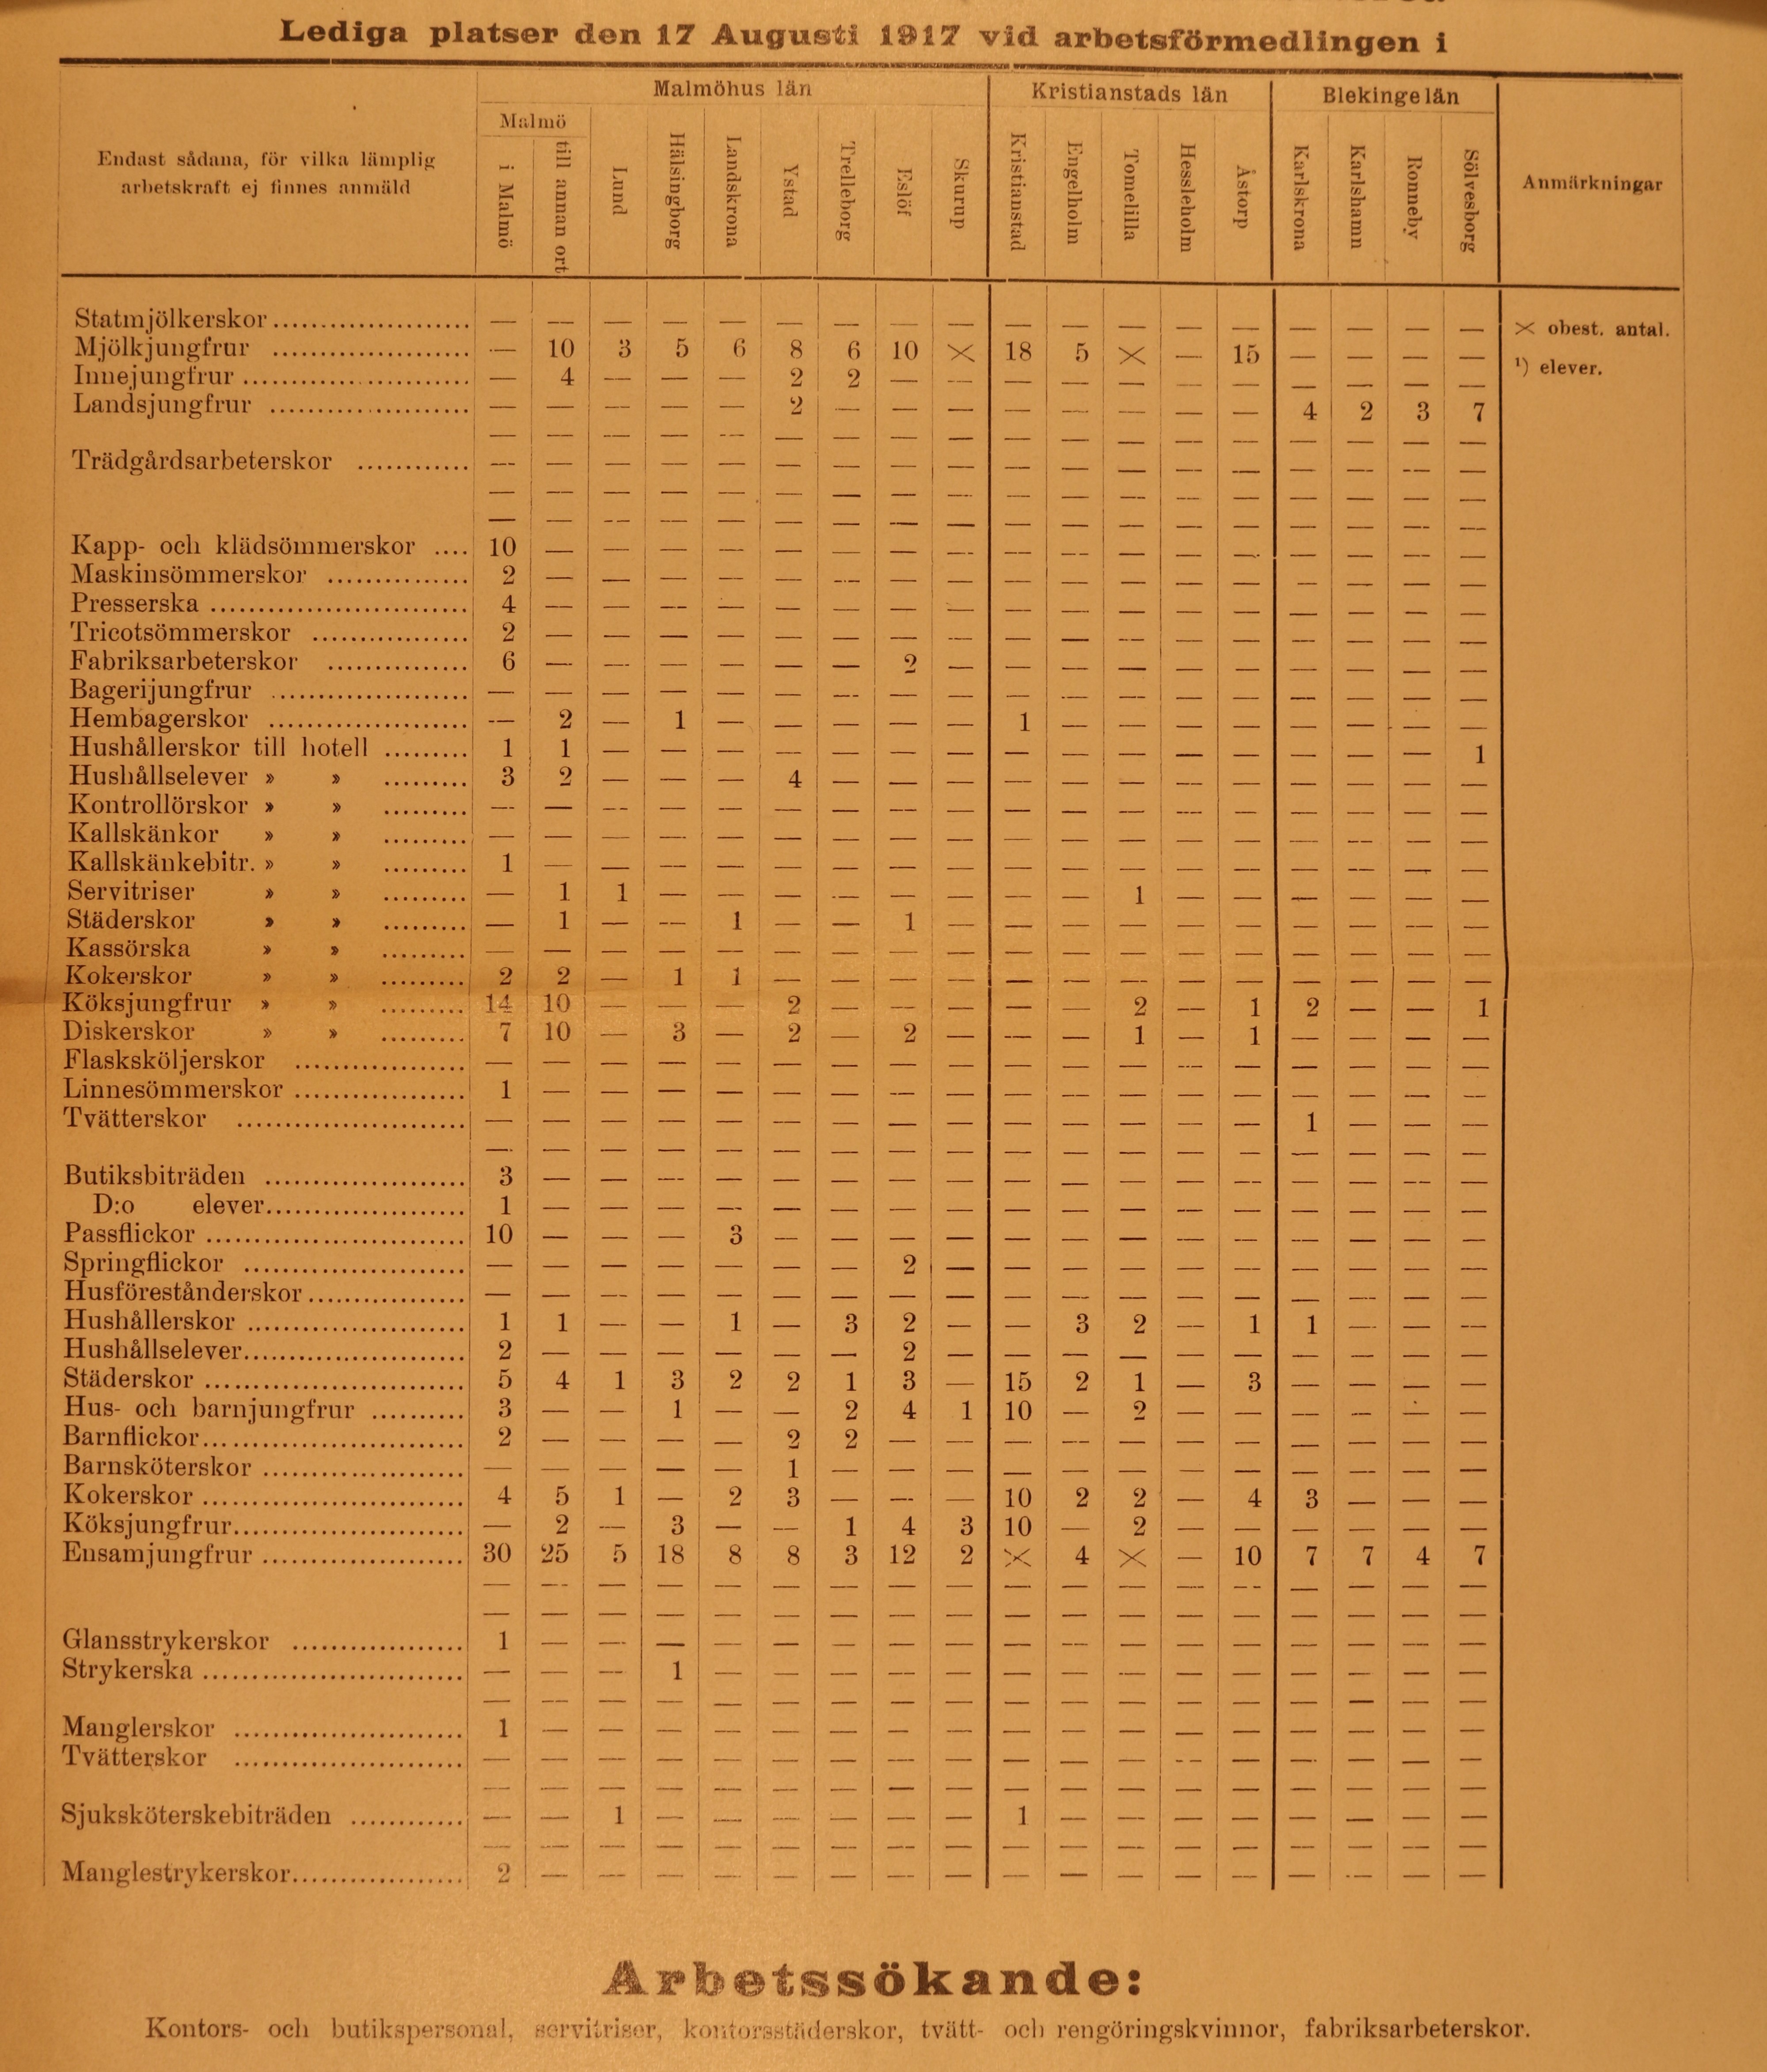 Lediga platser den 17 Augusti 1917 vid arbetsförmedlingen i
Endast sådana, för vilka lämplig arbetskraft ej finnes anmäld
Malmöhus län Kristianstads län Blekinge län Anmärkningar
Malmö
i Malmö till annan ort Lund Hälsingborg Landskrona Ystad Trelleborg Eslöf Skurup Kristianstad Engelholm Tomelilla Hessleholm Åstorp Karlskrona Karlshamn Ronneby Sölvesborg
Statmjölkerskor — — — — — — — — — — — — — — — — — — × obest. antal.
Mjölkjungfrur — 10 3 5 6 8 6 10 × 18 5 × — 15 — — — —
Innejungfrur — 4 — — — 2 2 — — — — — — — — — — — ¹) elever.
Landsjungfrur — — — — — 2 — — — — — — — — 4 2 3 7
— — — — — — — — — — — — — — — — — —
Trädgårdsarbeterskor — — — — — — — — — — — — — — — — — —
— — — — — — — — — — — — — — — — — —
— — — — — — — — — — — — — — — — — —
Kapp- och klädsömmerskor 10 — — — — — — — — — — — — — — — — —
Maskinsömmerskor 2 — — — — — — — — — — — — — — — — —
Presserska 4 — — — — — — — — — — — — — — — — —
Tricotsömmerskor 2 — — — — — — — — — — — — — — — — —
Fabriksarbeterskor 6 — — — — — — 2 — — — — — — — — — —
Bagerijungfrur — — — — — — — — — — — — — — — — — —
Hembagerskor — 2 — 1 — — — — — 1 — — — — — — — —
Hushållerskor till hotell 1 1 — — — — — — — — — — — — — — — 1
Hushållselever » » 3 2 — — — 4 — — — — — — — — — — — —
Kontrollörskor » » — — — — — — — — — — — — — — — — — —
Kallskänkor » » — — — — — — — — — — — — — — — — — —
Kallskänkebitr. » » 1 — — — — — — — — — — — — — — — — —
Servitriser » » — 1 1 — — — — — — — — 1 — — — — — —
Städerskor » » — 1 — — 1 — — 1 — — — — — — — — — —
Kassörska » » — — — — — — — — — — — — — — — — — —
Kokerskor » » 2 2 — 1 1 — — — — — — — — — — — — —
Köksjungfrur » » 14 10 — — — 2 — — — — — 2 — 1 2 — — 1
Diskerskor » » 7 10 — 3 — 2 — 2 — — — 1 — 1 — — — —
Flasksköljerskor — — — — — — — — — — — — — — — — — —
Linnesömmerskor 1 — — — — — — — — — — — — — — — — —
Tvätterskor — — — — — — — — — — — — — — 1 — — —
— — — — — — — — — — — — — — — — — —
Butiksbiträden 3 — — — — — — — — — — — — — — — — —
D:o elever 1 — — — — — — — — — — — — — — — — —
Passflickor 10 — — — 3 — — — — — — — — — — — — —
Springflickor — — — — — — — 2 — — — — — — — — — —
Husföreståndersko​r — — — — — — — — — — — — — — — — — —
Hushållerskor 1 1 — — 1 — 3 2 — — 3 2 — 1 1 — — —
Hushållselever 2 — — — — — — 2 — — — — — — — — — —
Städerskor 5 4 1 3 2 2 1 3 — 15 2 1 — 3 — — — —
Hus- och barnjungfrur 3 — — 1 — — 2 4 1 10 — 2 — — — — — —
Barnflickor 2 — — — — 2 2 — — — — — — — — — — —
Barnsköterskor — — — — — 1 — — — — — — — — — — — —
Kokerskor 4 5 1 — 2 3 — — — 10 2 2 — 4 3 — — —
Köksjungfrur — 2 — 3 — — 1 4 3 10 — 2 — — — — — —
Ensamjungfrur 30 25 5 18 8 8 3 12 2 × 4 × — 10 7 7 4 7
— — — — — — — — — — — — — — — — — —
— — — — — — — — — — — — — — — — — —
Glansstrykerskor 1 — — — — — — — — — — — — — — — — —
Strykerska — — — 1 — — — — — — — — — — — — — —
— — — — — — — — — — — — — — — — — —
Manglerskor 1 — — — — — — — — — — — — — — — — —
Tvätterskor — — — — — — — — — — — — — — — — — —
— — — — — — — — — — — — — — — — — —
Sjuksköterskebiträden — — 1 — — — — — — 1 — — — — — — — —
— — — — — — — — — — — — — — — — — —
Manglestrykerskor 2 — — — — — — — — — — — — — — — — —
Arbetssökande:
Kontors- och butikspersonal, servitriser, kontorsstäderskor, tvätt- och rengöringskvinnor, fabriksarbeterskor.